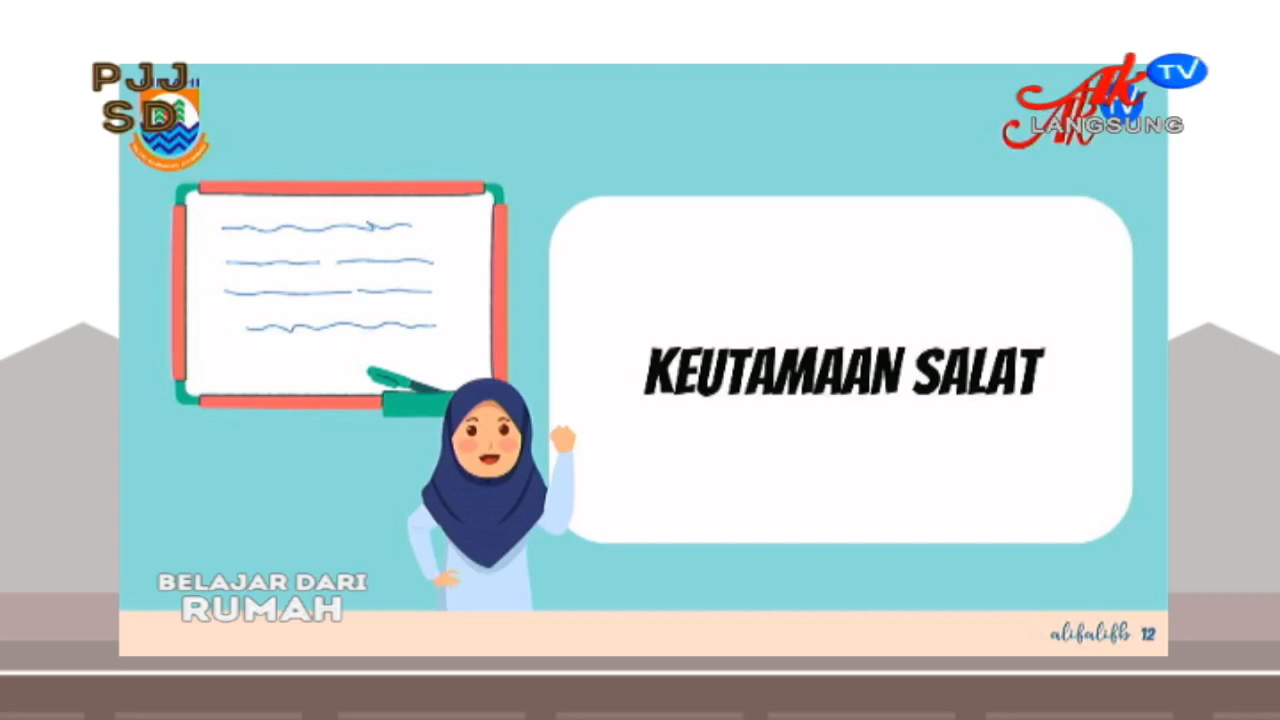 PJJ
SD
TV
LANGSUNG
KEUTAMAAN SALAT
BELAJAR DARI
RUMAH
alifalifb 12